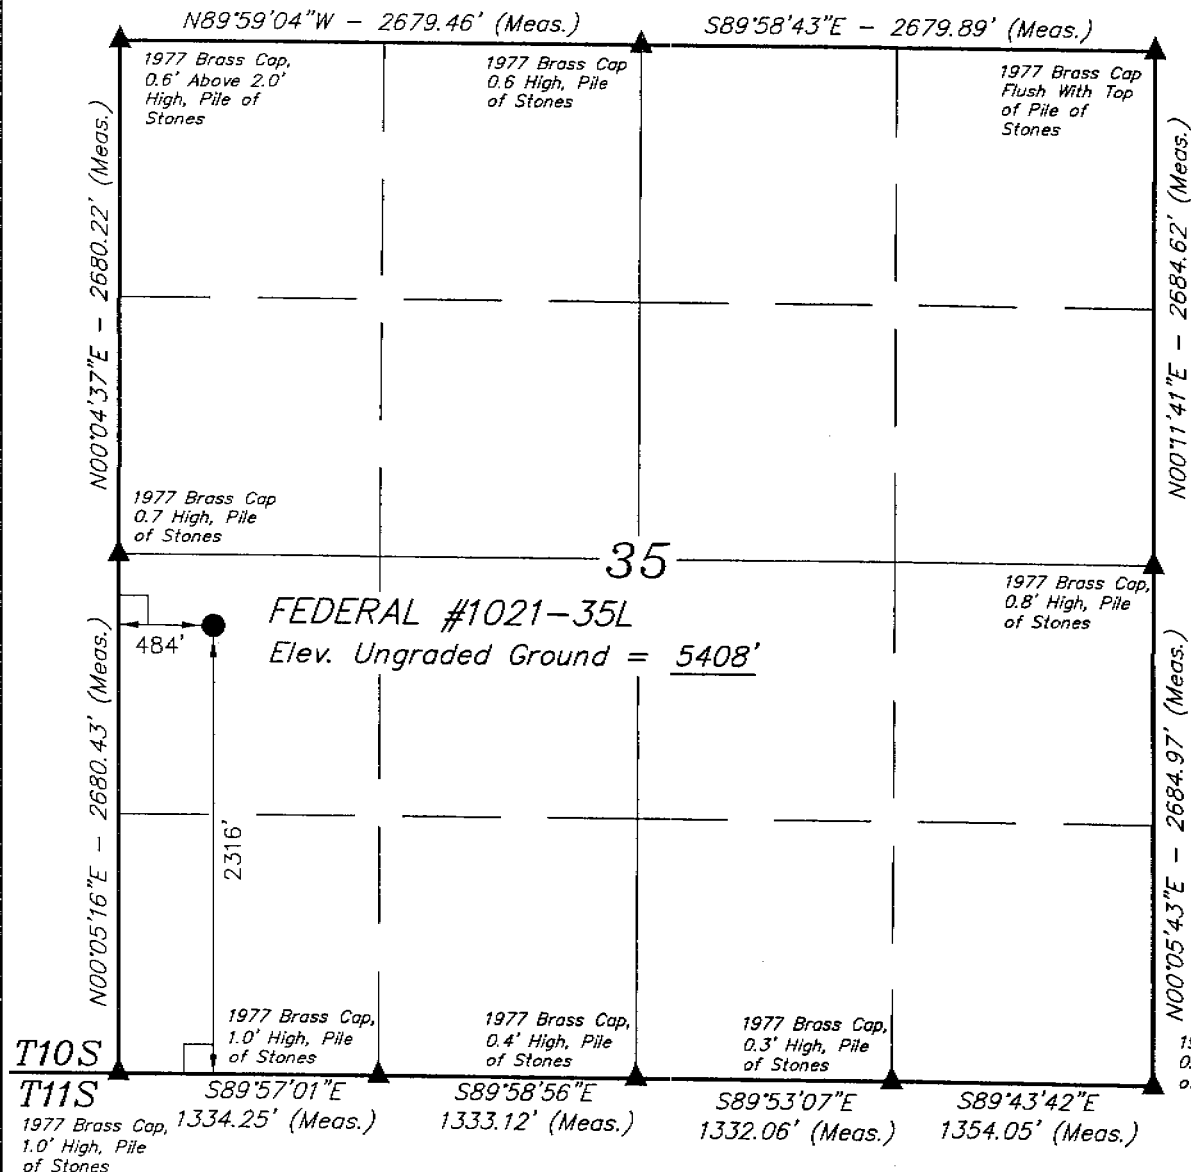 N89°59'04"W - 2679.46' (Meas.)
S89°58'43"E - 2679.89' (Meas.)
1977 Brass Cap,
0.6' Above 2.0'
High, Pile of
Stones
1977 Brass Cap
0.6 High, Pile
of Stones
1977 Brass Cap
Flush With Top
of Pile of
Stones
N00°04'37"E - 2680.22' (Meas.)
N00°11'41"E - 2684.62' (Meas.)
1977 Brass Cap
0.7 High, Pile
of Stones
35
1977 Brass Cap,
0.8' High, Pile
of Stones
FEDERAL #1021-35L
Elev. Ungraded Ground = 5408'
484'
2316'
N00°05'16"E - 2680.43' (Meas.)
N00°05'43"E - 2684.97' (Meas.)
1977 Brass Cap,
1.0' High, Pile
of Stones
1977 Brass Cap,
0.4' High, Pile
of Stones
1977 Brass Cap,
0.3' High, Pile
of Stones
T10S
T11S
1977 Brass Cap,
1.0' High, Pile
of Stones
S89°57'01"E
1334.25' (Meas.)
S89°58'56"E
1333.12' (Meas.)
S89°53'07"E
1332.06' (Meas.)
S89°43'42"E
1354.05' (Meas.)